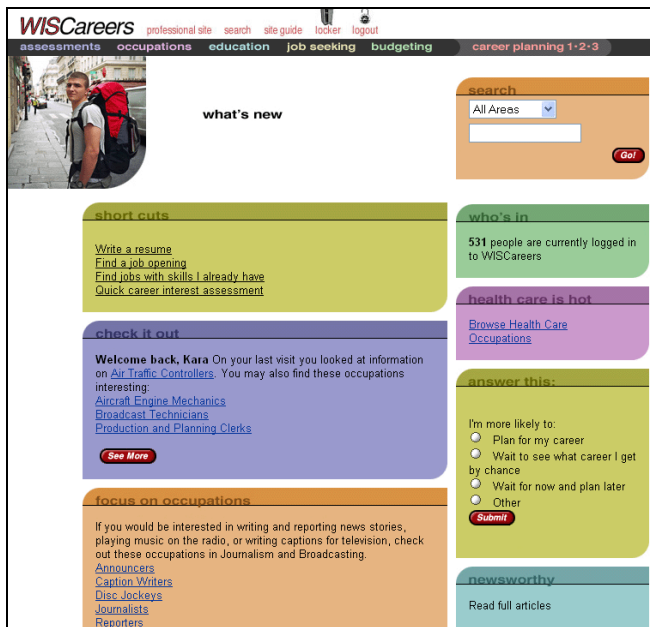 WISCareers professional site search site guide locker logout
assessments occupations education job seeking budgeting career planning 1•2•3
what's new
search
All Areas
Go!
short cuts
Write a resume
Find a job opening
Find jobs with skills I already have
Quick career interest assessment
who's in
531 people are currently logged in
to WISCareers
health care is hot
Browse Health Care
Occupations
check it out
Welcome back, Kara On your last visit you looked at information
on Air Traffic Controllers. You may also find these occupations
interesting:
Aircraft Engine Mechanics
Broadcast Technicians
Production and Planning Clerks
See More
answer this:
I'm more likely to:
Plan for my career
Wait to see what career I get
by chance
Wait for now and plan later
Other
Submit
focus on occupations
If you would be interested in writing and reporting news stories,
playing music on the radio, or writing captions for television, check
out these occupations in Journalism and Broadcasting.
Announcers
Caption Writers
Disc Jockeys
Journalists
Reporters
newsworthy
Read full articles